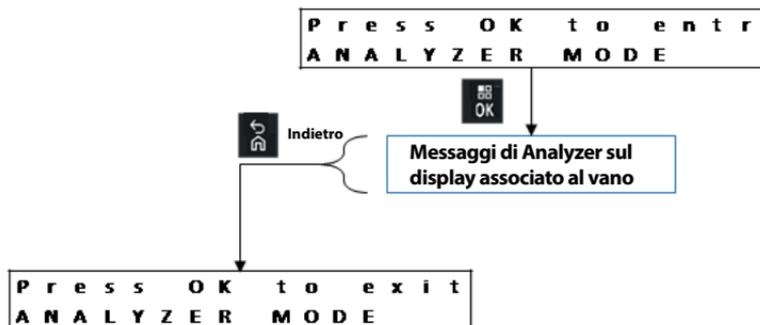 Press OK to entr
ANALYZER MODE
OK
Indietro
Messaggi di Analyzer sul
display associato al vano
Press OK to exit
ANALYZER MODE